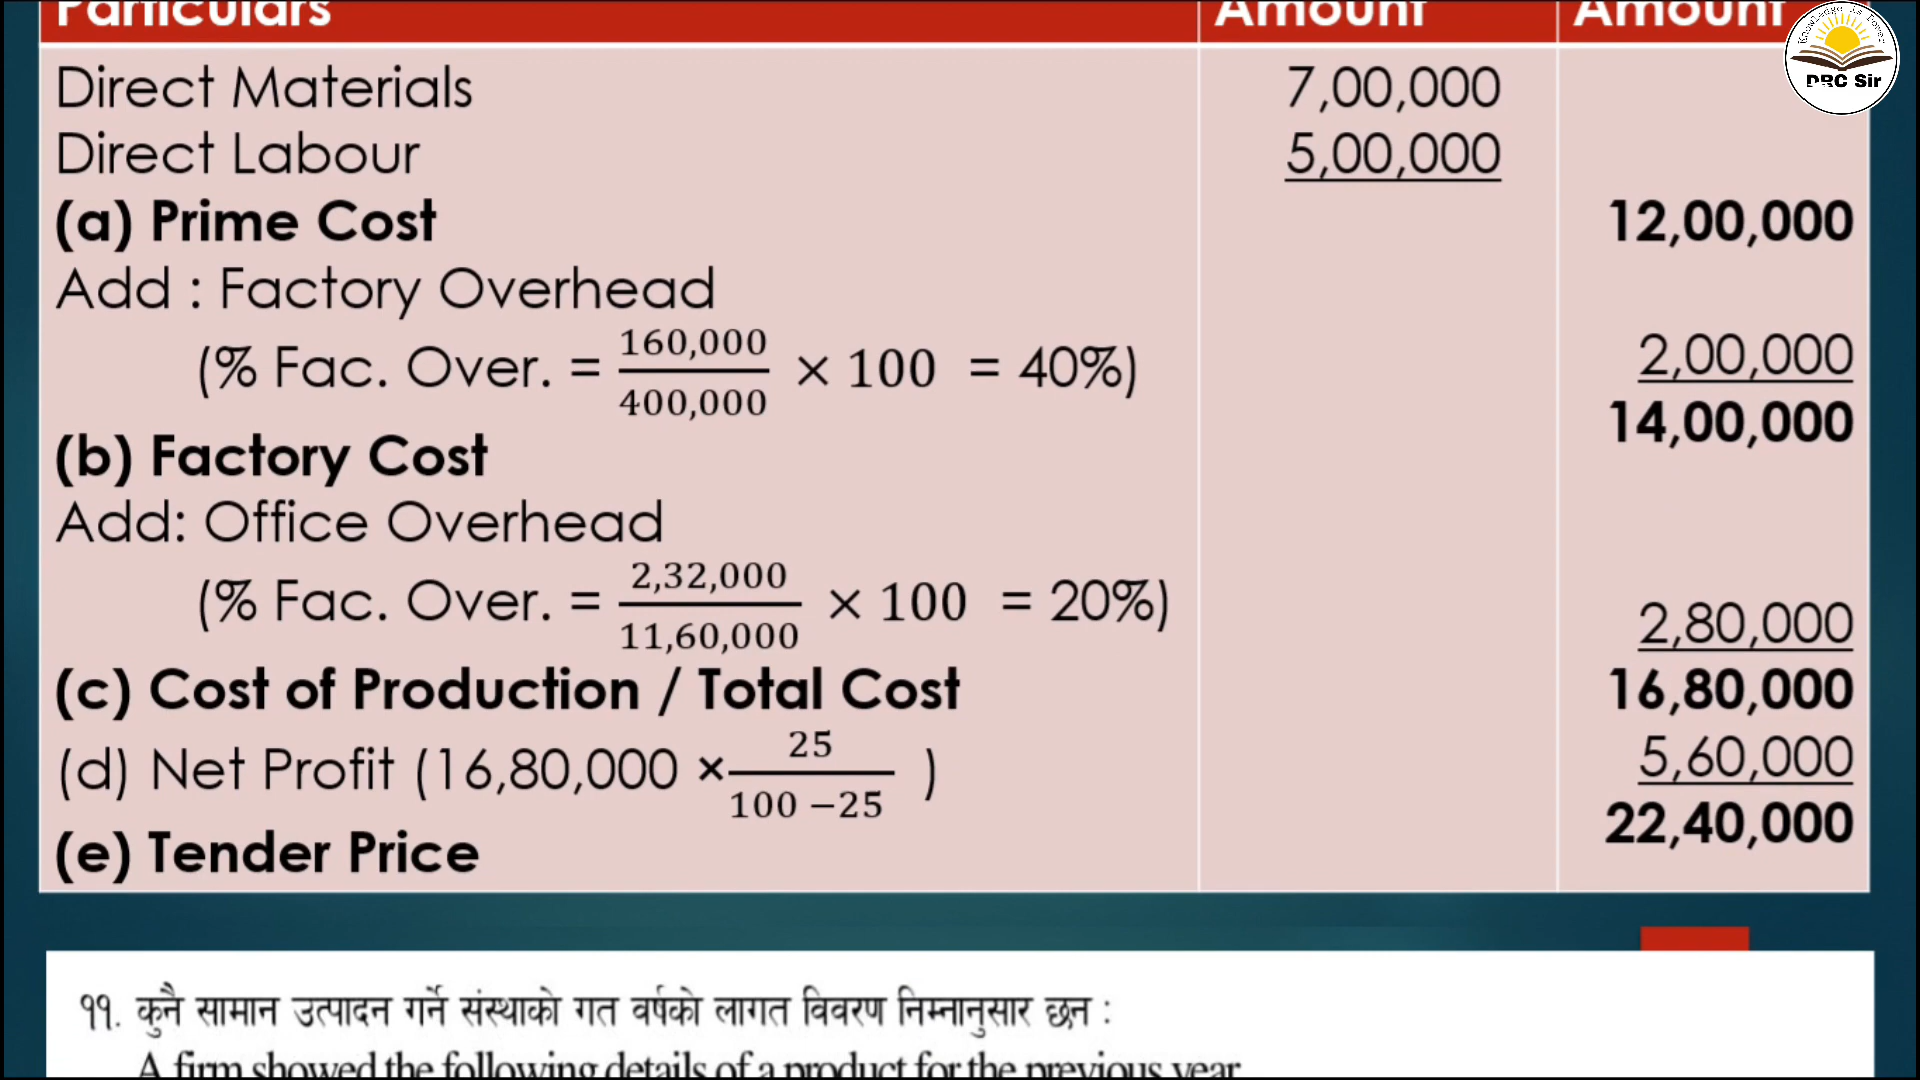 Particulars Amount Amount
Knowledge is Power
DRC Sir
Direct Materials 7,00,000
Direct Labour 5,00,000
(a) Prime Cost 12,00,000
Add : Factory Overhead
(% Fac. Over. = 160,000/400,000 × 100 = 40%) 2,00,000
(b) Factory Cost 14,00,000
Add: Office Overhead
(% Fac. Over. = 2,32,000/11,60,000 × 100 = 20%) 2,80,000
(c) Cost of Production / Total Cost 16,80,000
(d) Net Profit (16,80,000 × 25/100 −25 ) 5,60,000
(e) Tender Price 22,40,000
११. कुनै सामान उत्पादन गर्ने संस्थाको गत वर्षको लागत विवरण निम्नानुसार छन :
A firm showed the following details of a product for the previous year